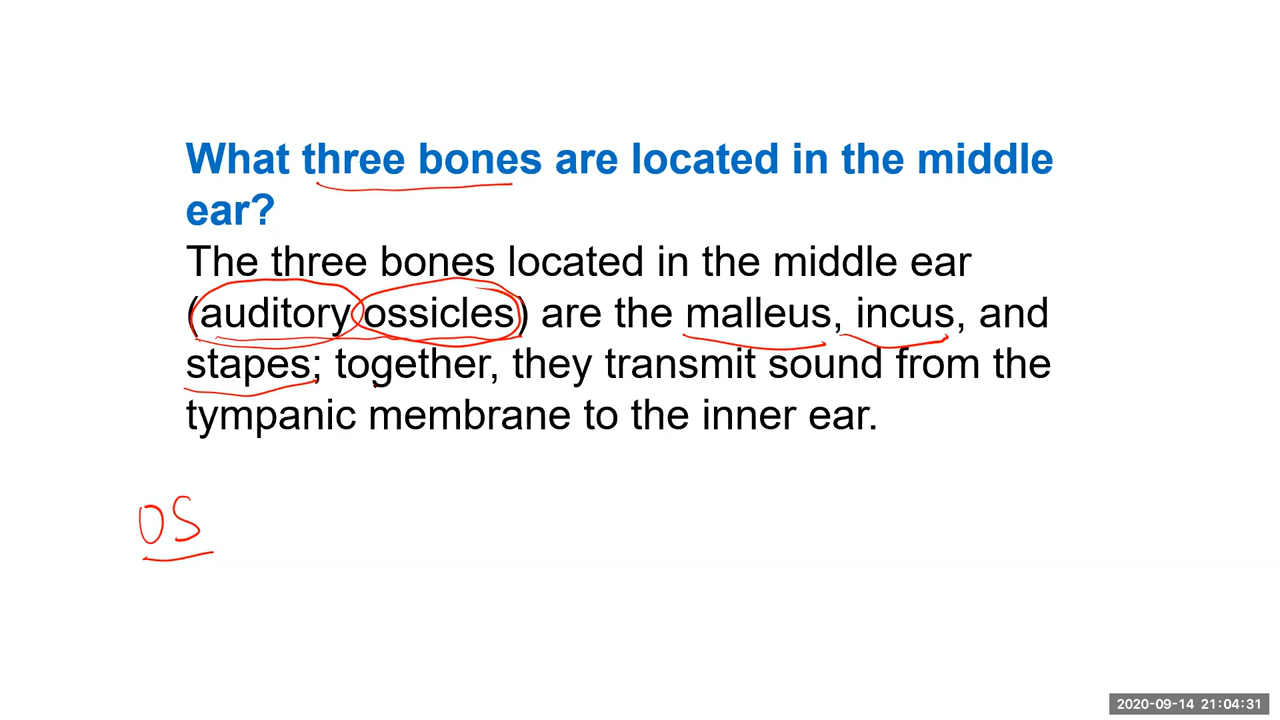 What three bones are located in the middle
ear?
The three bones located in the middle ear
(auditory ossicles) are the malleus, incus, and
stapes; together, they transmit sound from the
tympanic membrane to the inner ear.
OS
2020-09-14 21:04:31